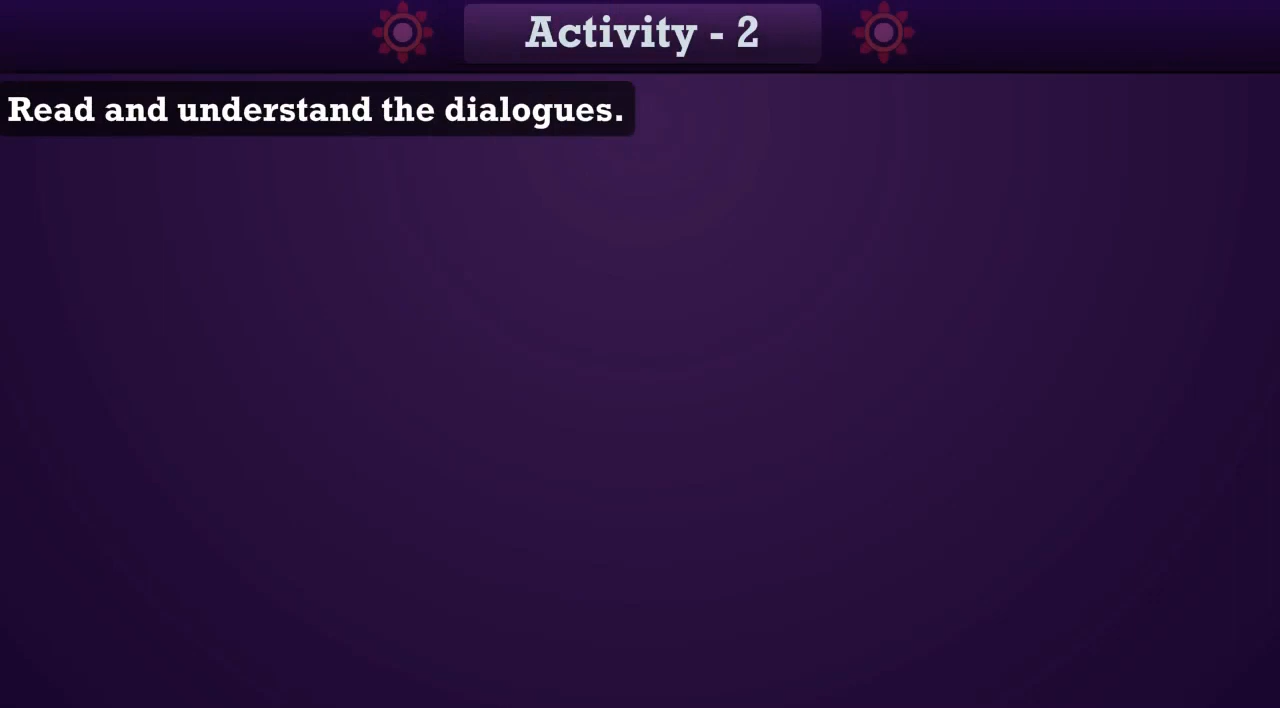 Activity - 2
Read and understand the dialogues.